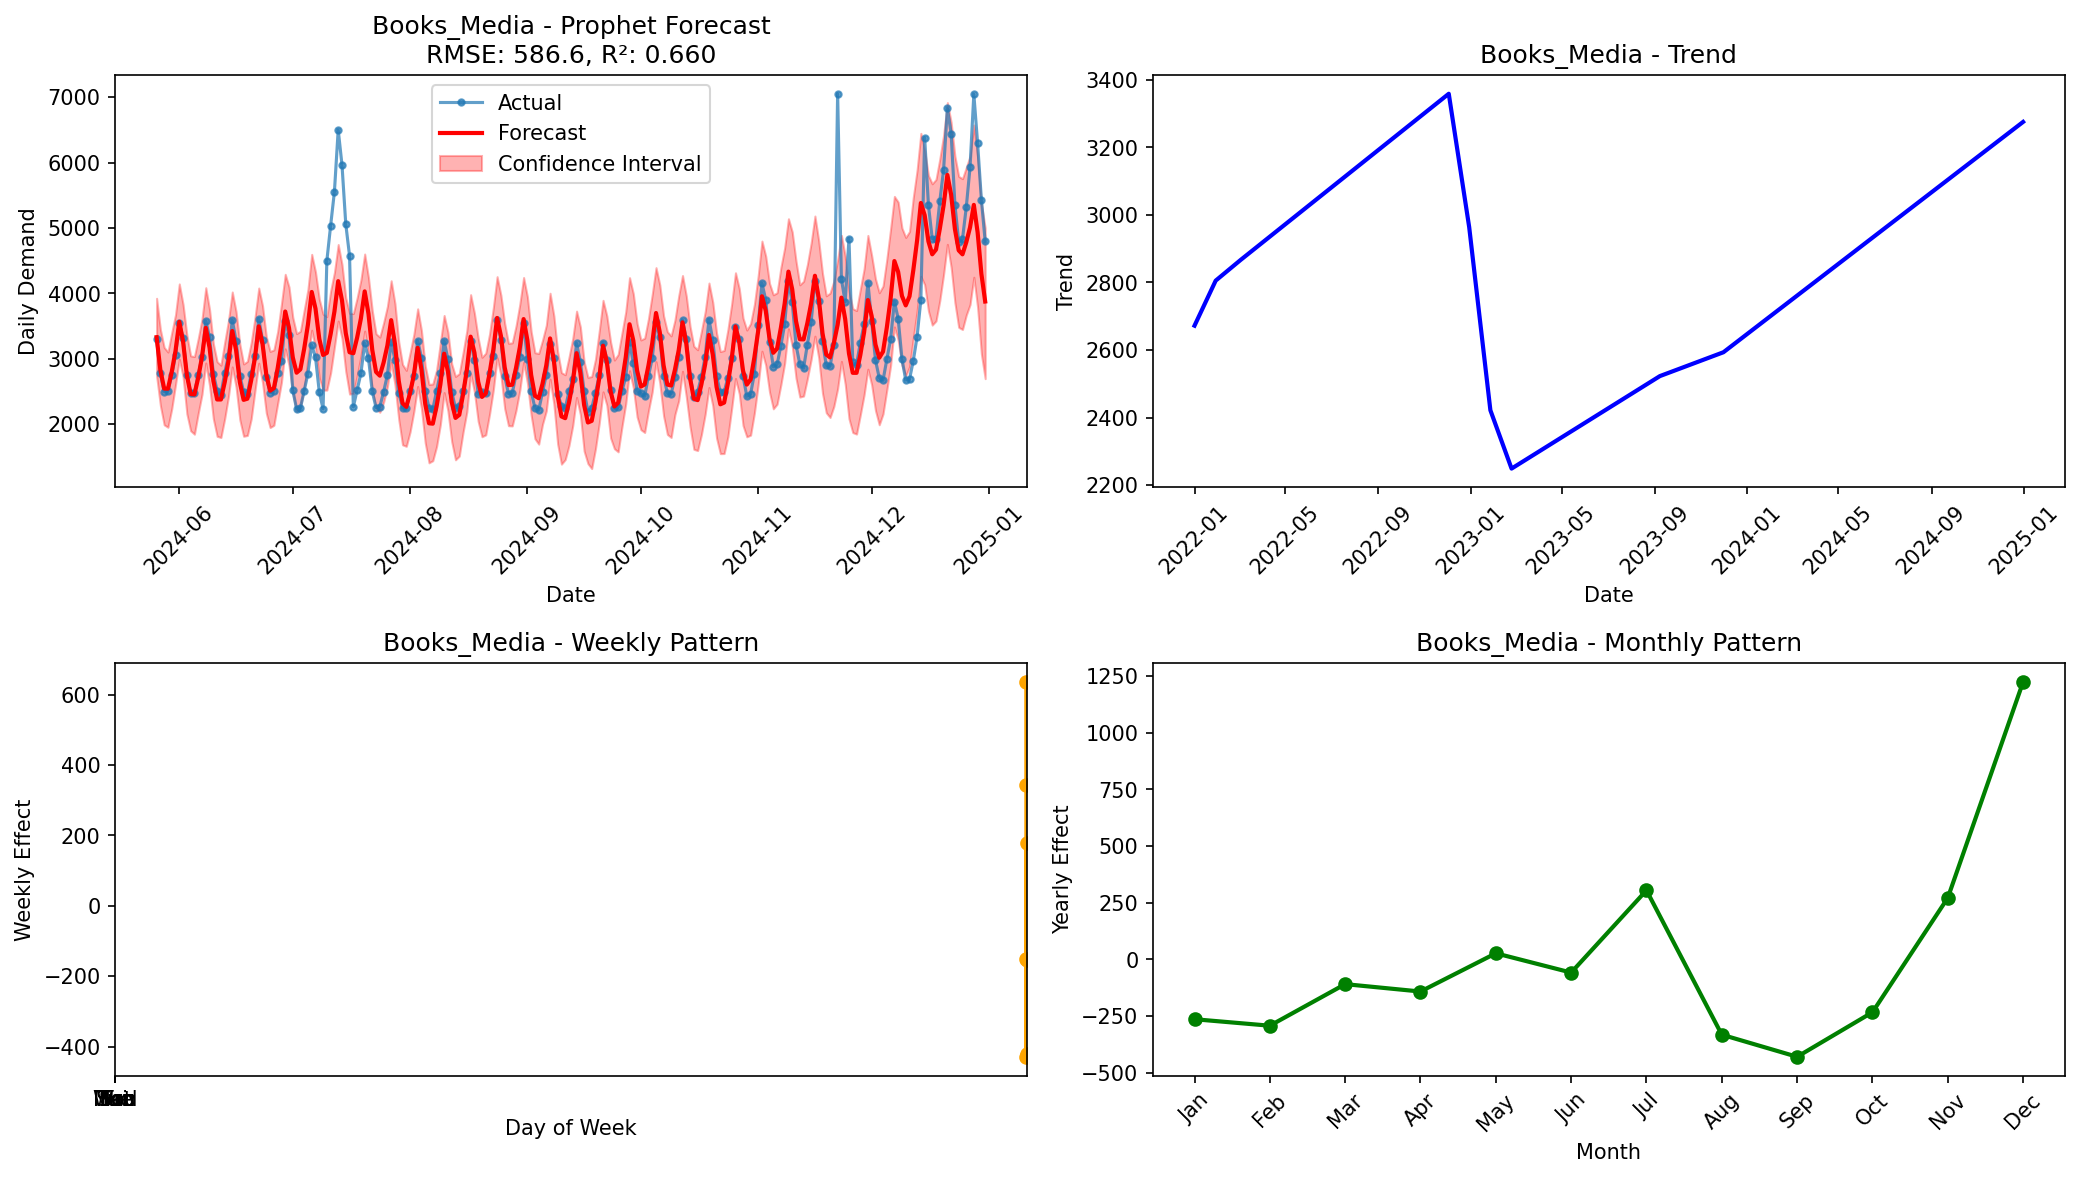 Books_Media - Prophet Forecast
RMSE: 586.6, R²: 0.660
7000
6000
5000
4000
3000
2000
Daily Demand
Actual
Forecast
Confidence Interval
2024-06
2024-07
2024-08
2024-09
2024-10
2024-11
2024-12
2025-01
Date
Books_Media - Trend
3400
3200
3000
2800
2600
2400
2200
Trend
2022-01
2022-05
2022-09
2023-01
2023-05
2023-09
2024-01
2024-05
2024-09
2025-01
Date
Books_Media - Weekly Pattern
600
400
200
0
−200
−400
Weekly Effect
Day of Week
Books_Media - Monthly Pattern
1250
1000
750
500
250
0
−250
−500
Yearly Effect
Jan
Feb
Mar
Apr
May
Jun
Jul
Aug
Sep
Oct
Nov
Dec
Month